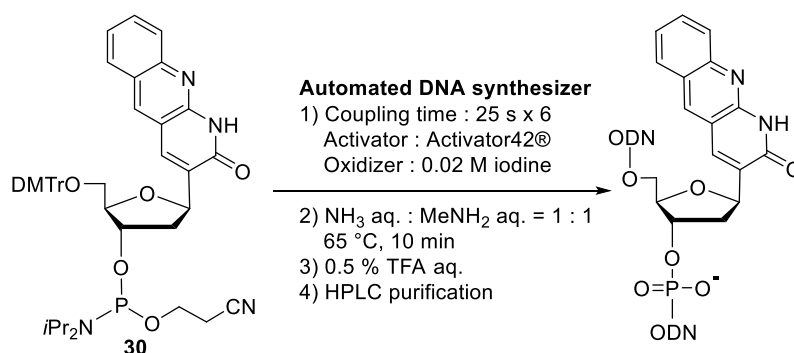 N
NH
O
DMTrO
O
O
P
iPr₂N
O
CN
30
Automated DNA synthesizer
1) Coupling time : 25 s x 6
Activator : Activator42®
Oxidizer : 0.02 M iodine
2) NH₃ aq. : MeNH₂ aq. = 1 : 1
65 °C, 10 min
3) 0.5 % TFA aq.
4) HPLC purification
N
NH
O
ODN
O
O
O
O=P-O⁻
ODN